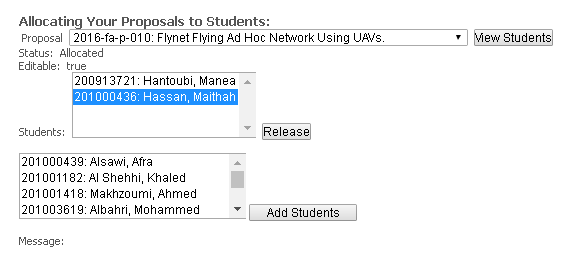 Allocating Your Proposals to Students:
Proposal 2016-fa-p-010: Flynet Flying Ad Hoc Network Using UAVs. View Students
Status: Allocated
Editable: true
200913721: Hantoubi, Manea
201000436: Hassan, Maithah
Students: Release
201000439: Alsawi, Afra
201001182: Al Shehhi, Khaled
201001418: Makhzoumi, Ahmed
201003619: Albahri, Mohammed
Add Students
Message: